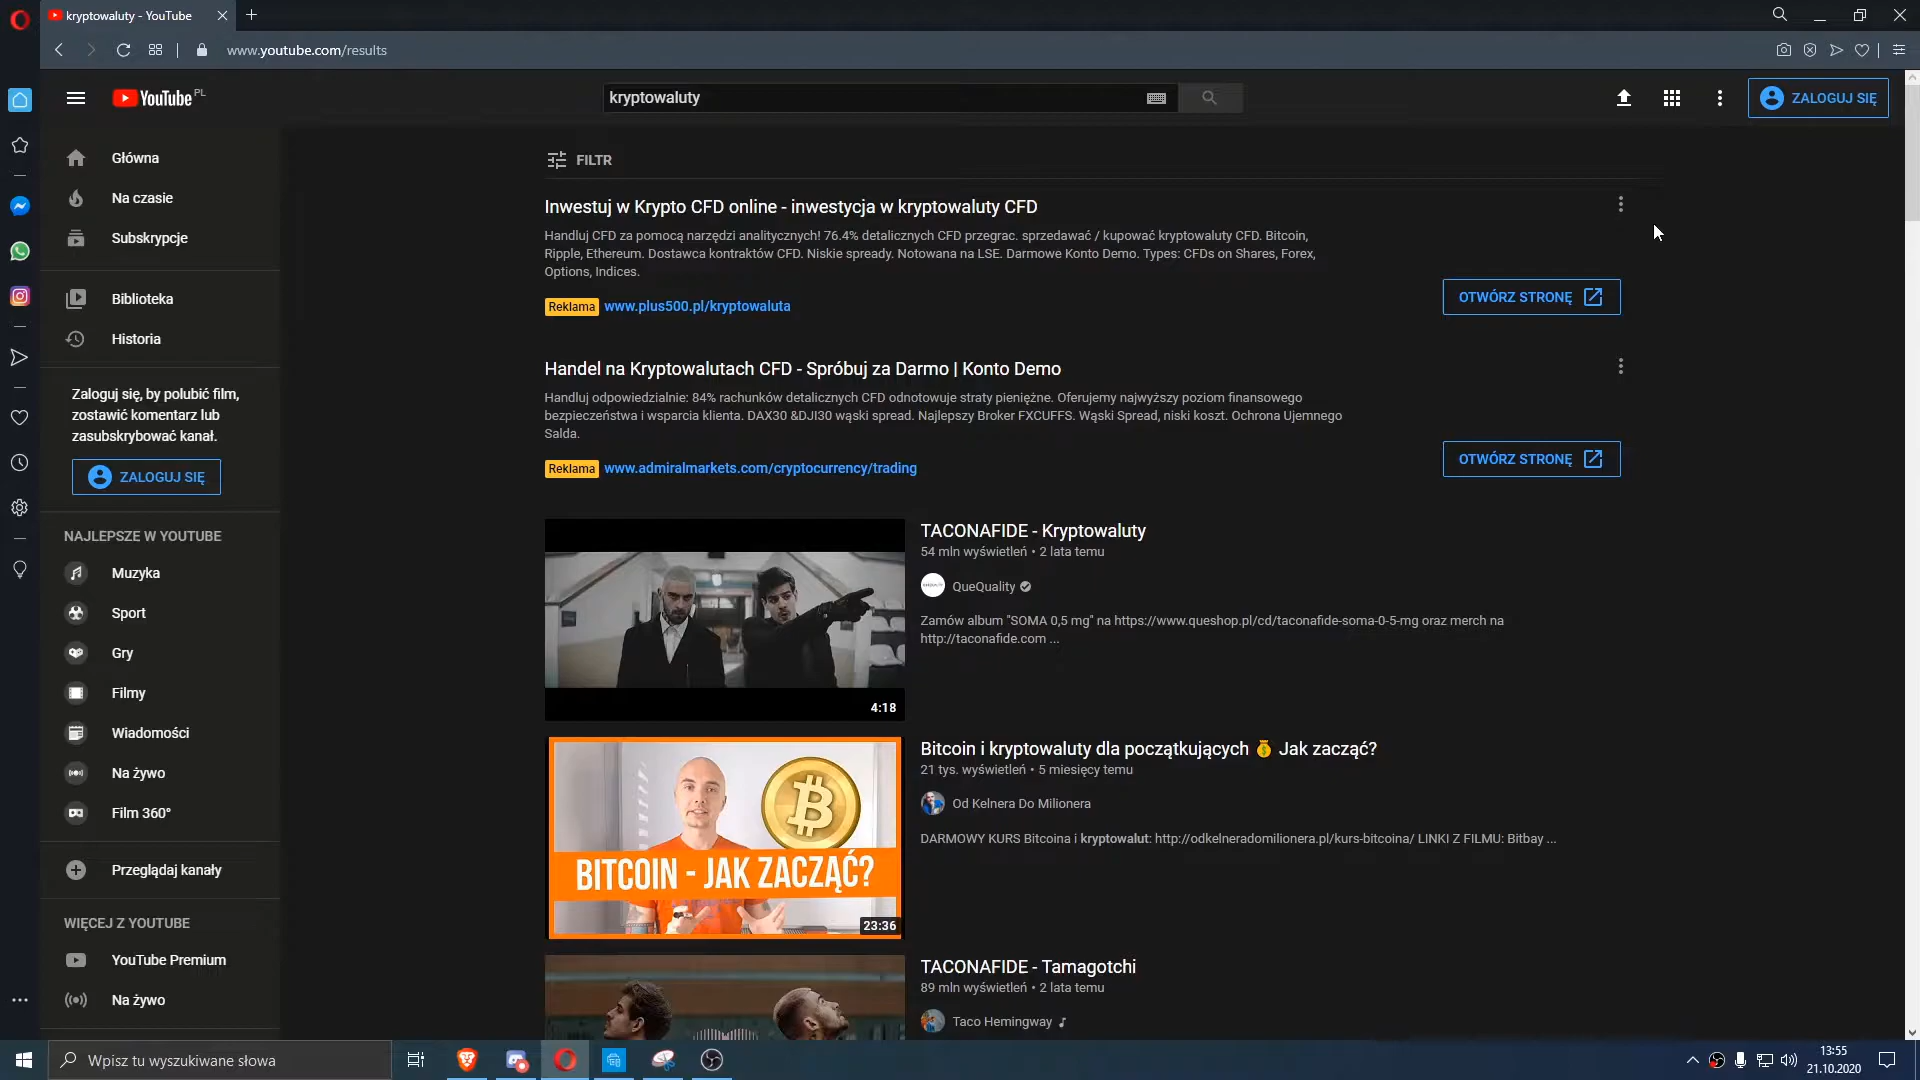 kryptowaluty - YouTube
www.youtube.com/results
YouTube PL
kryptowaluty
ZALOGUJ SIĘ
Główna
Na czasie
Subskrypcje
Biblioteka
Historia
Zaloguj się, by polubić film,
zostawić komentarz lub
zasubskrybować kanał.
ZALOGUJ SIĘ
NAJLEPSZE W YOUTUBE
Muzyka
Sport
Gry
Filmy
Wiadomości
Na żywo
Film 360°
Przeglądaj kanały
WIĘCEJ Z YOUTUBE
YouTube Premium
Na żywo
FILTR
Inwestuj w Krypto CFD online - inwestycja w kryptowaluty CFD
Handluj CFD za pomocą narzędzi analitycznych! 76.4% detalicznych CFD przegrac. sprzedawać / kupować kryptowaluty CFD. Bitcoin,
Ripple, Ethereum. Dostawca kontraktów CFD. Niskie spready. Notowana na LSE. Darmowe Konto Demo. Types: CFDs on Shares, Forex,
Options, Indices.
Reklama www.plus500.pl/kryptowaluta
OTWÓRZ STRONĘ
Handel na Kryptowalutach CFD - Spróbuj za Darmo | Konto Demo
Handluj odpowiedzialnie: 84% rachunków detalicznych CFD odnotowuje straty pieniężne. Oferujemy najwyższy poziom finansowego
bezpieczeństwa i wsparcia klienta. DAX30 &DJI30 wąski spread. Najlepszy Broker FXCUFFS. Wąski Spread, niski koszt. Ochrona Ujemnego
Salda.
Reklama www.admiralmarkets.com/cryptocurrency/trading
OTWÓRZ STRONĘ
4:18
TACONAFIDE - Kryptowaluty
54 mln wyświetleń • 2 lata temu
QueQuality
Zamów album "SOMA 0,5 mg" na https://www.queshop.pl/cd/taconafide-soma-0-5-mg oraz merch na
http://taconafide.com ...
BITCOIN - JAK ZACZĄĆ?
23:36
Bitcoin i kryptowaluty dla początkujących 💰 Jak zacząć?
21 tys. wyświetleń • 5 miesięcy temu
Od Kelnera Do Milionera
DARMOWY KURS Bitcoina i kryptowalut: http://odkelneradomilionera.pl/kurs-bitcoina/ LINKI Z FILMU: Bitbay ...
TACONAFIDE - Tamagotchi
89 mln wyświetleń • 2 lata temu
Taco Hemingway
Wpisz tu wyszukiwane słowa
13:55
21.10.2020